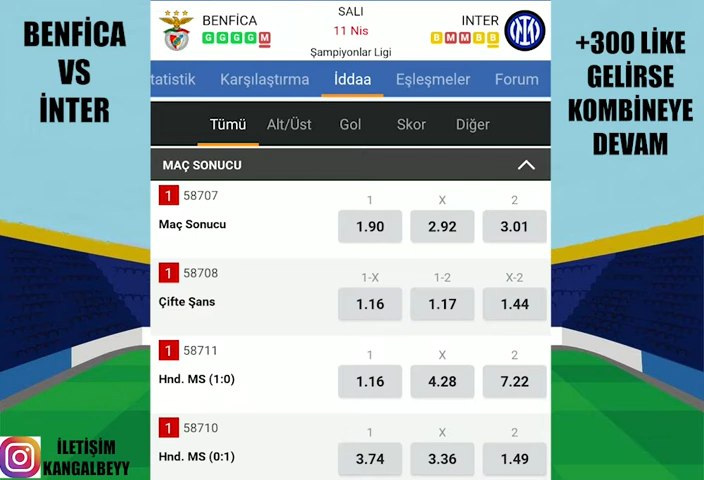 BENFİCA
VS
İNTER
BENFİCA
GGGGM
SALI
11 Nis
Şampiyonlar Ligi
INTER
BMMBB
+300 LİKE
GELİRSE
KOMBİNEYE
DEVAM
tatistik Karşılaştırma İddaa Eşleşmeler Forum
Tümü Alt/Üst Gol Skor Diğer
MAÇ SONUCU
1 58707 1 X 2
Maç Sonucu 1.90 2.92 3.01
1 58708 1-X 1-2 X-2
Çifte Şans 1.16 1.17 1.44
1 58711 1 X 2
Hnd. MS (1:0) 1.16 4.28 7.22
1 58710 1 X 2
Hnd. MS (0:1) 3.74 3.36 1.49
İLETİŞİM
KANGALBEYY